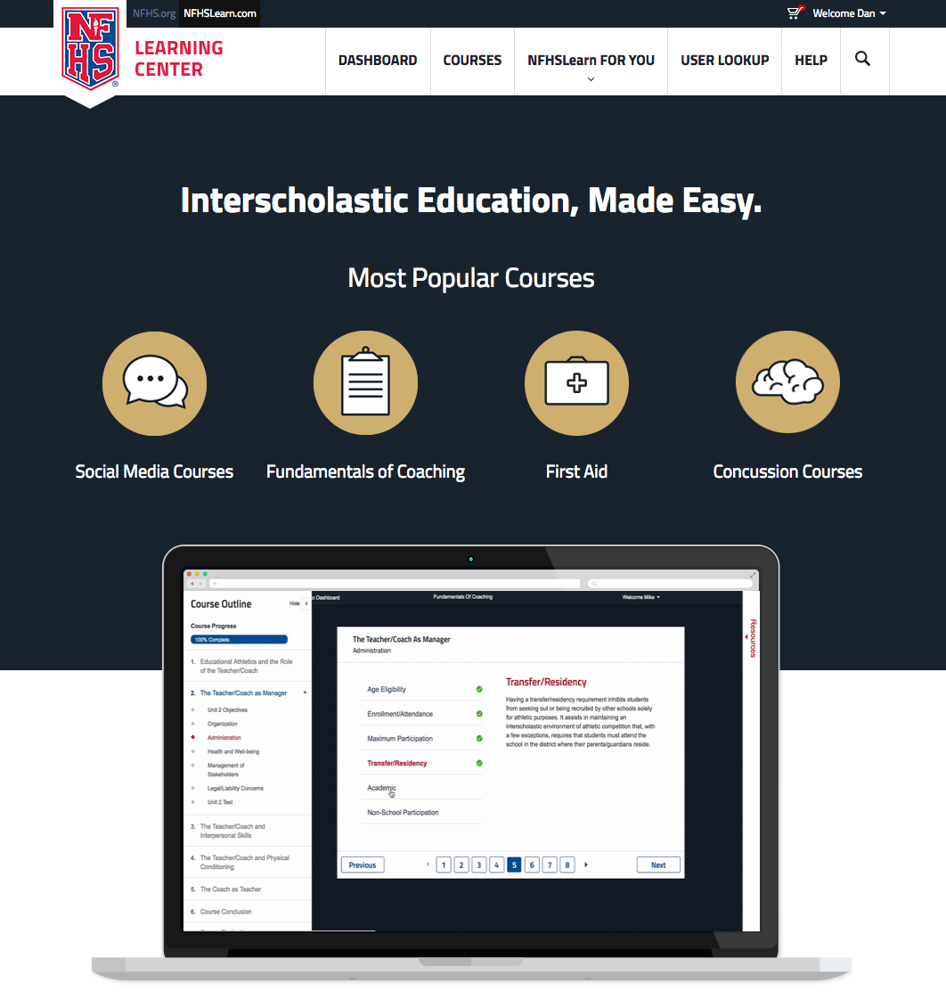 NFHS.org NFHSLearn.com
Welcome Dan
NF
HS
®
LEARNING
CENTER
DASHBOARD
COURSES
NFHSLearn FOR YOU
USER LOOKUP
HELP
Interscholastic Education, Made Easy.
Most Popular Courses
Social Media Courses
Fundamentals of Coaching
First Aid
Concussion Courses
Course Outline
Hide
Dashboard
Fundamentals Of Coaching
Welcome Mike
Course Progress
100% Complete
1. Educational Athletics and the Role
of the Teacher/Coach
2. The Teacher/Coach as Manager
Unit 2 Objectives
Organization
Administration
Health and Well-being
Management of
Stakeholders
Legal/Liability Concerns
Unit 2 Test
3. The Teacher/Coach and
Interpersonal Skills
4. The Teacher/Coach and Physical
Conditioning
5. The Coach as Teacher
6. Course Conclusion
The Teacher/Coach As Manager
Administration
Age Eligibility
Enrollment/Attendance
Maximum Participation
Transfer/Residency
Academic
Non-School Participation
Transfer/Residency
Having a transfer/residency requirement inhibits students
from seeking out or being recruited by other schools solely
for athletic purposes. It assists in maintaining an
interscholastic environment of athletic competition that, with
a few exceptions, requires that students must attend the
school in the district where their parents/guardians reside.
Previous
1 2 3 4 5 6 7 8
Next
Resources